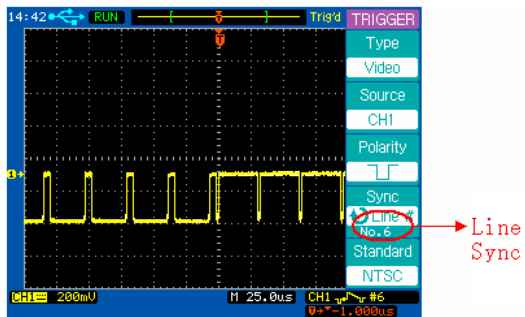 14:42 RUN Trig'd TRIGGER
T
Type
Video
Source
CH1
Polarity
Sync
Line #
No.6
Line
Sync
Standard
NTSC
1
CH1 200mV M 25.0us CH1 #6
-1.000us